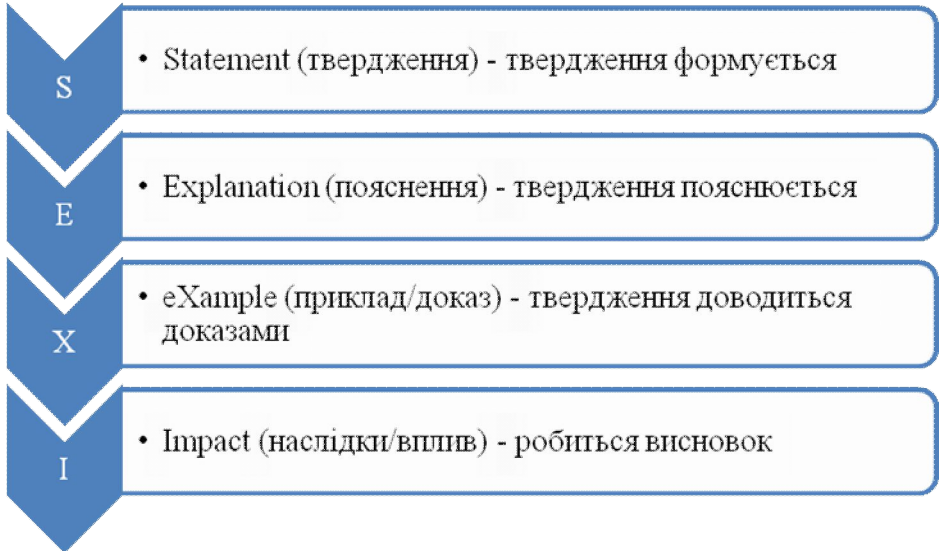 S
• Statement (твердження) - твердження формується
E
• Explanation (пояснення) - твердження пояснюється
X
• eXample (приклад/доказ) - твердження доводиться
доказами
I
• Impact (наслідки/вплив) - робиться висновок